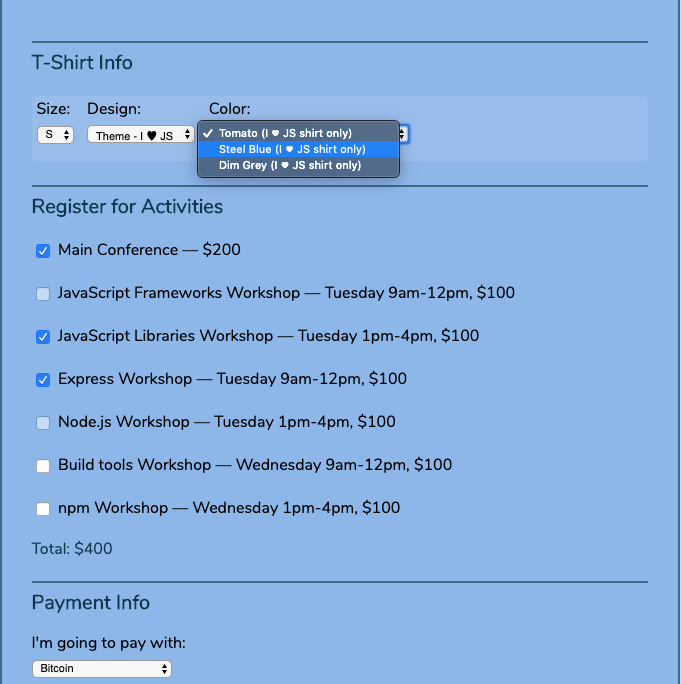 T-Shirt Info
Size: Design: Color:
S Theme - I ♥ JS
✓ Tomato (I ♥ JS shirt only)
Steel Blue (I ♥ JS shirt only)
Dim Grey (I ♥ JS shirt only)
Register for Activities
Main Conference — $200
JavaScript Frameworks Workshop — Tuesday 9am-12pm, $100
JavaScript Libraries Workshop — Tuesday 1pm-4pm, $100
Express Workshop — Tuesday 9am-12pm, $100
Node.js Workshop — Tuesday 1pm-4pm, $100
Build tools Workshop — Wednesday 9am-12pm, $100
npm Workshop — Wednesday 1pm-4pm, $100
Total: $400
Payment Info
I'm going to pay with:
Bitcoin